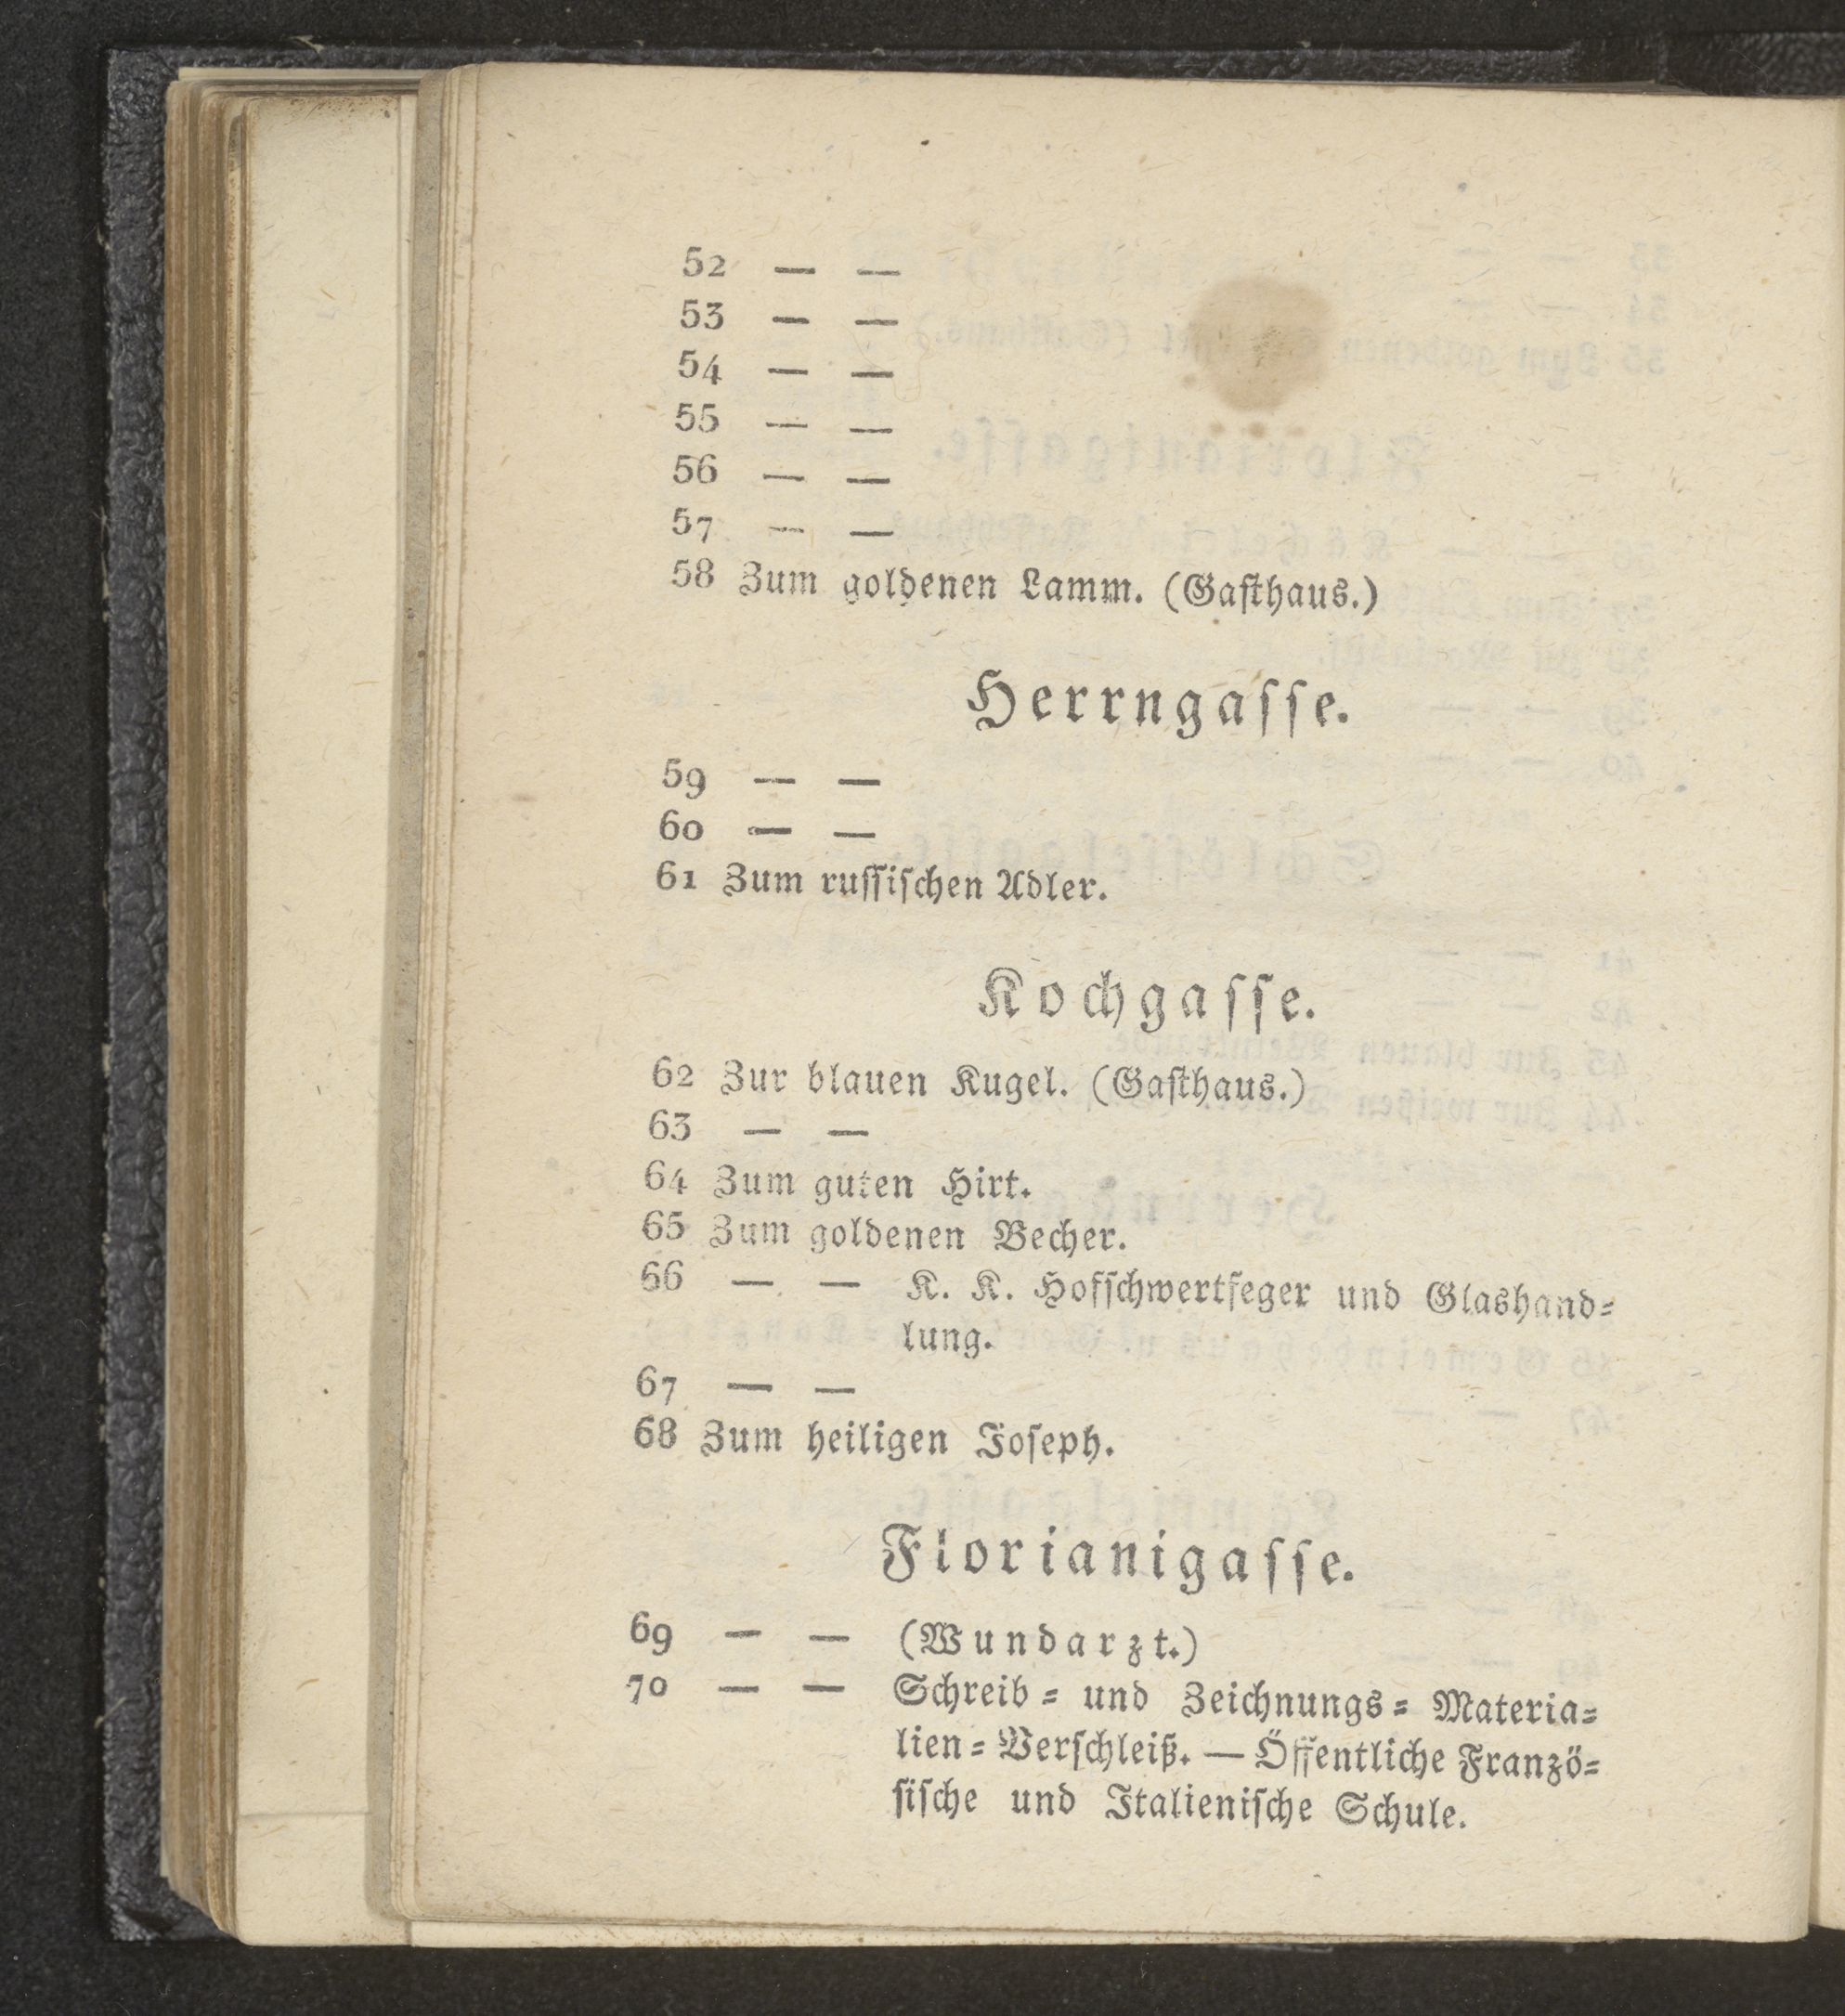 52 — —
53 — —
54 — —
55 — —
56 — —
57 — —
58 Zum goldenen Lamm. (Gaſthaus.)
Herrngaſſe.
59 — —
60 — —
61 Zum ruſſiſchen Adler.
Kochgaſſe.
62 Zur blauen Kugel. (Gaſthaus.)
63 — —
64 Zum guten Hirt.
65 Zum goldenen Becher.
66 — — K. K. Hofſchwertfeger und Glashand⸗
lung.
67 — —
68 Zum heiligen Joſeph.
Florianigaſſe.
69 — — (Wundarzt.)
70 — — Schreib⸗ und Zeichnungs⸗Materia⸗
lien⸗Verſchleiß. — Öffentliche Franzö⸗
ſiſche und Italieniſche Schule.